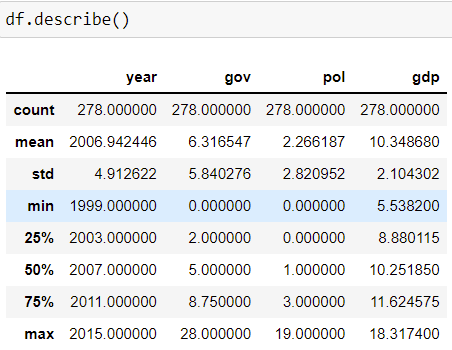 df.describe()
year gov pol gdp
count 278.000000 278.000000 278.000000 278.000000
mean 2006.942446 6.316547 2.266187 10.348680
std 4.912622 5.840276 2.820952 2.104302
min 1999.000000 0.000000 0.000000 5.538200
25% 2003.000000 2.000000 0.000000 8.880115
50% 2007.000000 5.000000 1.000000 10.251850
75% 2011.000000 8.750000 3.000000 11.624575
max 2015.000000 28.000000 19.000000 18.317400